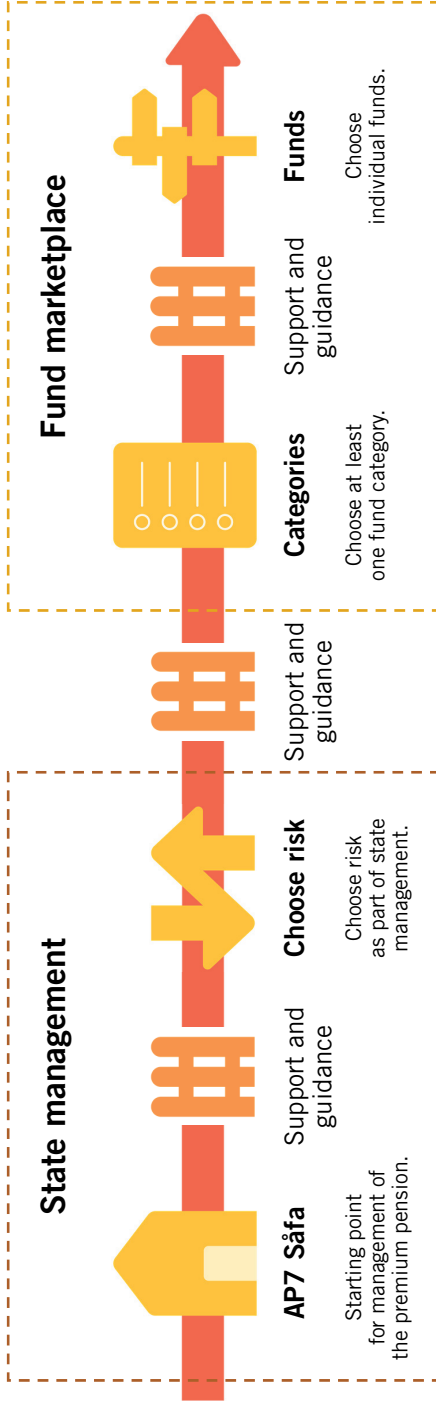 State management
AP7 Såfa
Starting point
for management of
the premium pension.
Support and
guidance
Choose risk
Choose risk
as part of state
management.
Support and
guidance
Fund marketplace
Categories
Choose at least
one fund category.
Support and
guidance
Funds
Choose
individual funds.